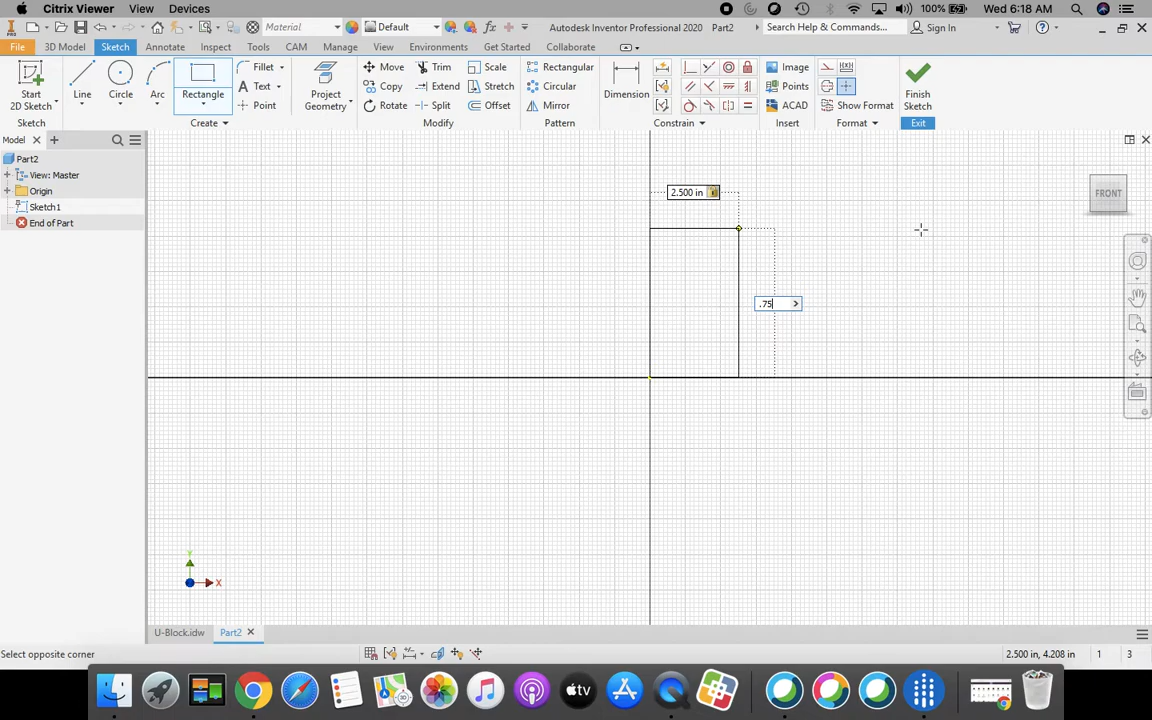 Citrix Viewer View Devices 100% Wed 6:18 AM
PRO Material Default fx Autodesk Inventor Professional 2020 Part2 Search Help & Commands... Sign In
File 3D Model Sketch Annotate Inspect Tools CAM Manage View Environments Get Started Collaborate
Start 2D Sketch Line Circle Arc Rectangle Fillet Text Point Project Geometry Move Copy Rotate Trim Extend Split Scale Stretch Offset Rectangular Circular Mirror Dimension Image Points ACAD Show Format Finish Sketch
Sketch Create Modify Pattern Constrain Insert Format Exit
Model
Part2
View: Master
Origin
Sketch1
End of Part
2.500 in
FRONT
.75
Y
X
U-Block.idw Part2
Select opposite corner 2.500 in, 4.208 in 1 3
tv